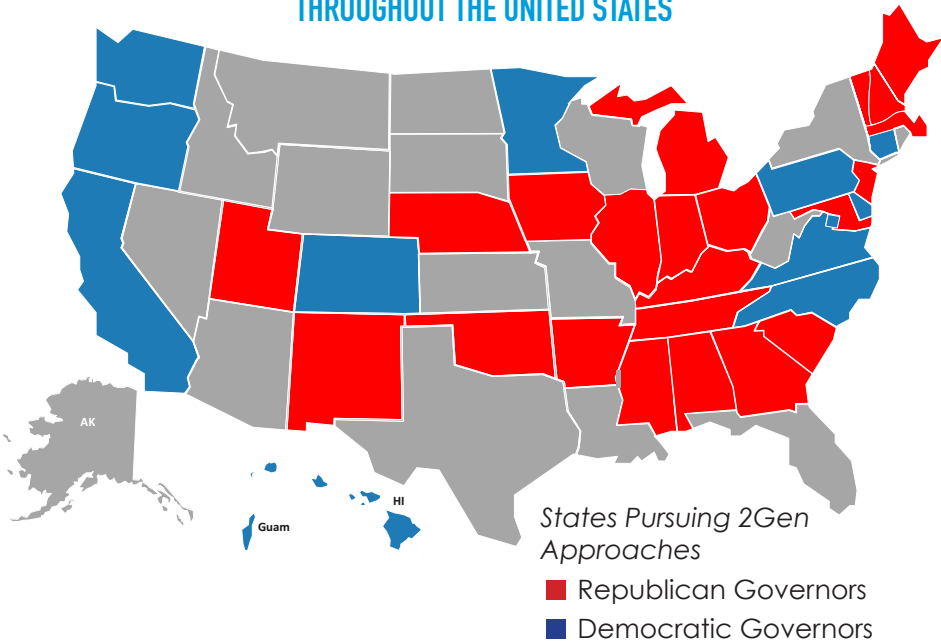 THROUGHOUT THE UNITED STATES
AK
HI
Guam
States Pursuing 2Gen
Approaches
Republican Governors
Democratic Governors